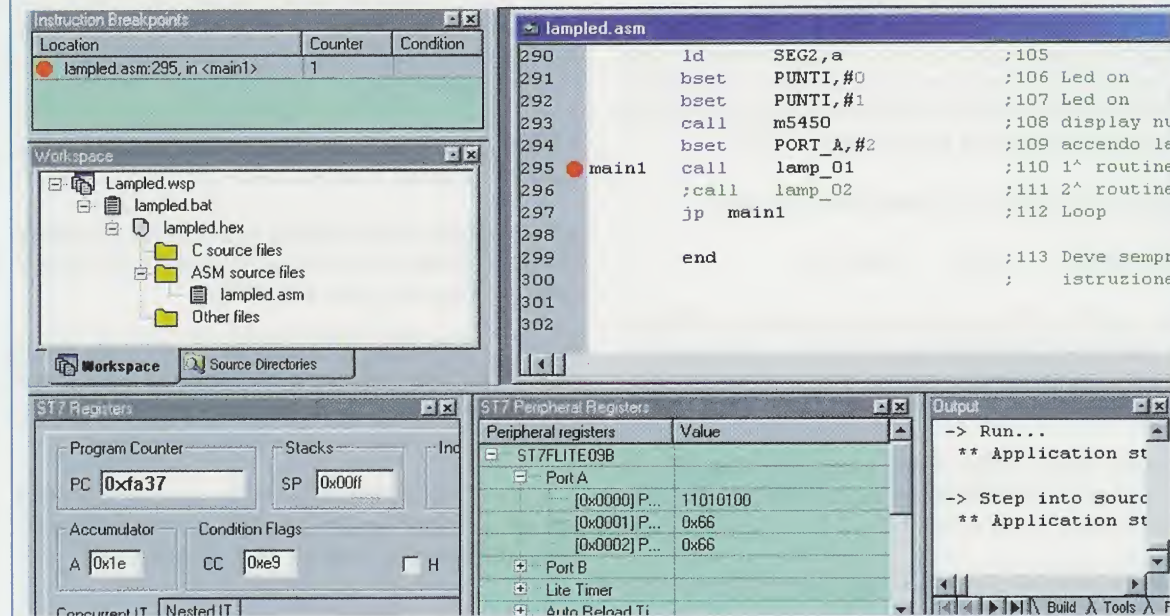 Instruction Breakpoints
Location Counter Condition
lampled.asm:295, in <main1> 1
Workspace
Lampled.wsp
lampled.bat
lampled.hex
C source files
ASM source files
lampled.asm
Other files
Workspace Source Directories
lampled.asm
290 ld SEG2,a ;105
291 bset PUNTI,#0 ;106 Led on
292 bset PUNTI,#1 ;107 Led on
293 call m5450 ;108 display nu
294 bset PORT_A,#2 ;109 accendo la
295 main1 call lamp_01 ;110 1^ routine
296 ;call lamp_02 ;111 2^ routine
297 jp main1 ;112 Loop
298
299 end ;113 Deve sempr
300 ; istruzione
301
302
ST7 Registers
Program Counter Stacks Ind
PC 0xfa37 SP 0x00ff
Accumulator Condition Flags
A 0x1e CC 0xe9 H
Concurrent IT Nested IT
ST7 Peripheral Registers
Peripheral registers Value
ST7FLITE09B
Port A
[0x0000] P... 11010100
[0x0001] P... 0x66
[0x0002] P... 0x66
Port B
Lite Timer
Auto Reload Ti
Output
-> Run...
** Application st
-> Step into sourc
** Application st
Build Tools